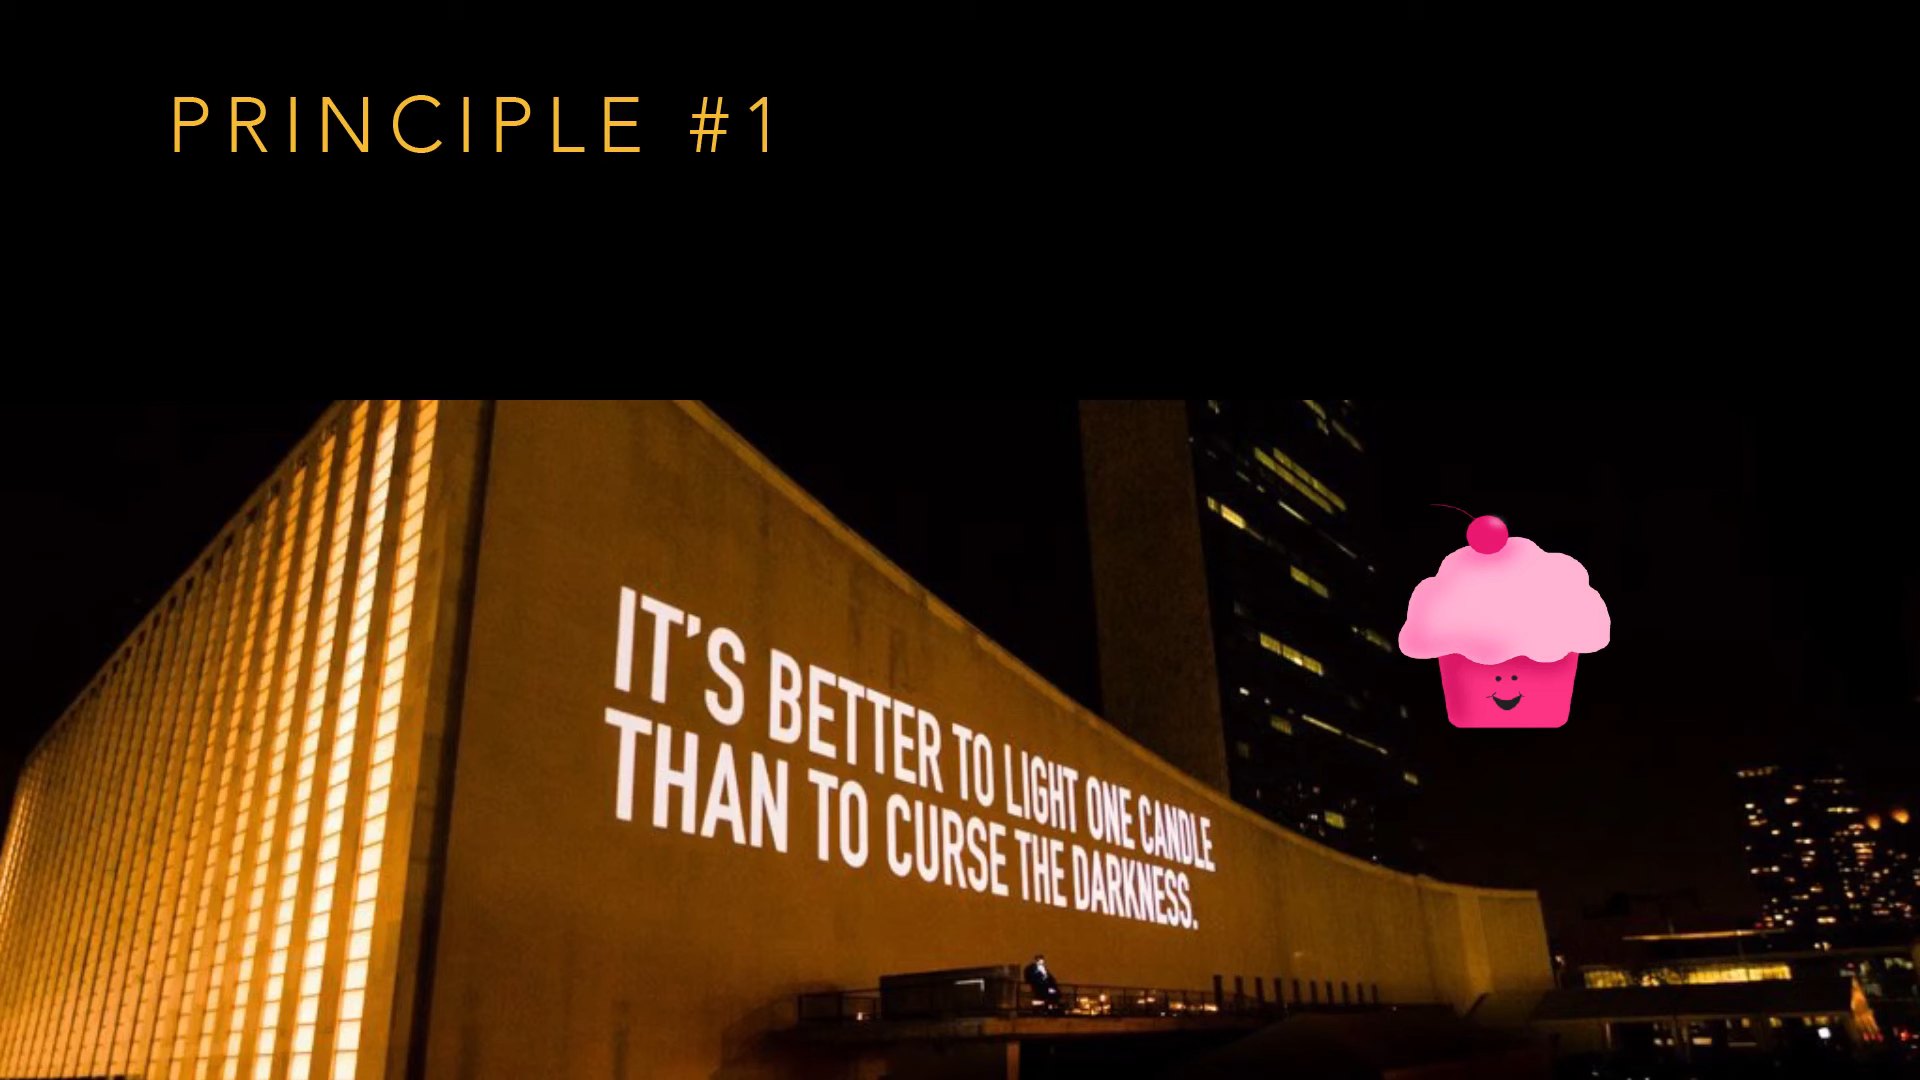 PRINCIPLE #1
IT'S BETTER TO LIGHT ONE CANDLE
THAN TO CURSE THE DARKNESS.